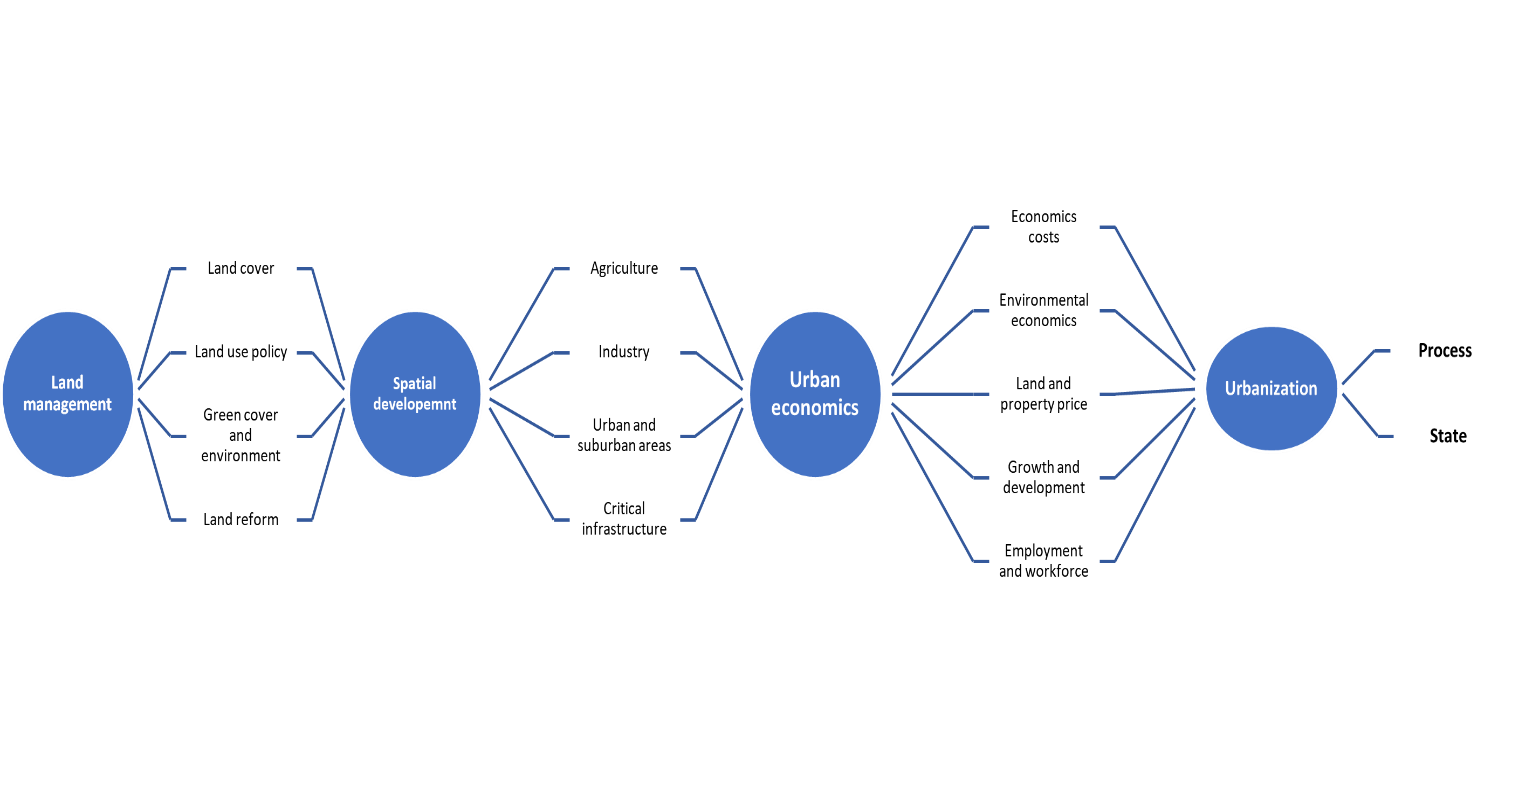 Land
management
Land cover
Land use policy
Green cover
and
environment
Land reform
Spatial
developemnt
Agriculture
Industry
Urban and
suburban areas
Critical
infrastructure
Urban
economics
Economics
costs
Environmental
economics
Land and
property price
Growth and
development
Employment
and workforce
Urbanization
Process
State